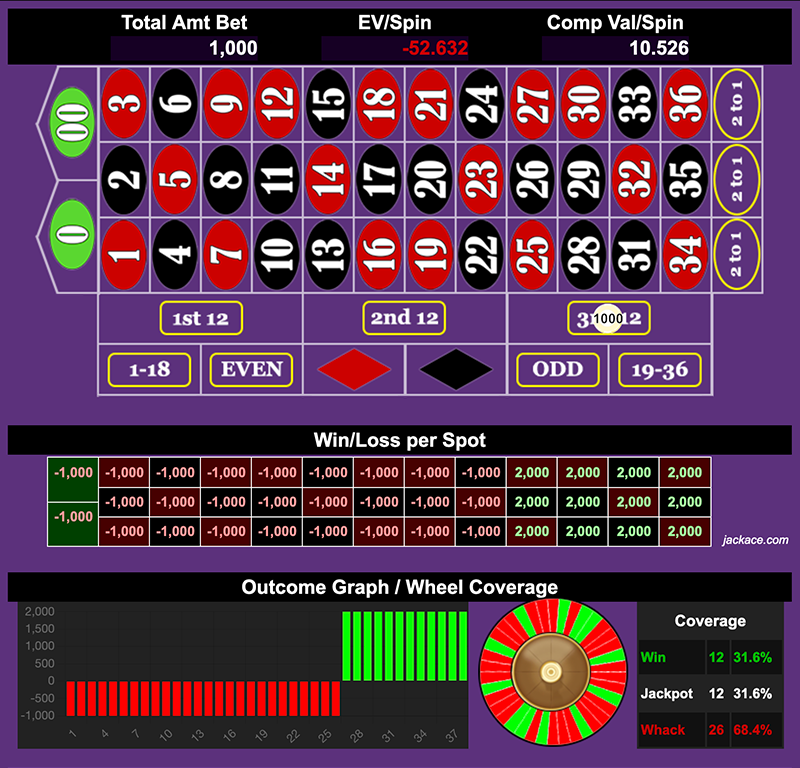 Total Amt Bet EV/Spin Comp Val/Spin
1,000 -52.632 10.526
00 3 6 9 12 15 18 21 24 27 30 33 36 2 to 1
2 5 8 11 14 17 20 23 26 29 32 35 2 to 1
0 1 4 7 10 13 16 19 22 25 28 31 34 2 to 1
1st 12 2nd 12 3 1000 12
1-18 EVEN ODD 19-36
Win/Loss per Spot
-1,000 -1,000 -1,000 -1,000 -1,000 -1,000 -1,000 -1,000 -1,000 2,000 2,000 2,000 2,000
-1,000 -1,000 -1,000 -1,000 -1,000 -1,000 -1,000 -1,000 2,000 2,000 2,000 2,000
-1,000 -1,000 -1,000 -1,000 -1,000 -1,000 -1,000 -1,000 -1,000 2,000 2,000 2,000 2,000
jackace.com
Outcome Graph / Wheel Coverage
2,000
1,500
1,000
500
0
-500
-1,000
1 4 7 10 13 16 19 22 25 28 31 34 37
Coverage
Win 12 31.6%
Jackpot 12 31.6%
Whack 26 68.4%